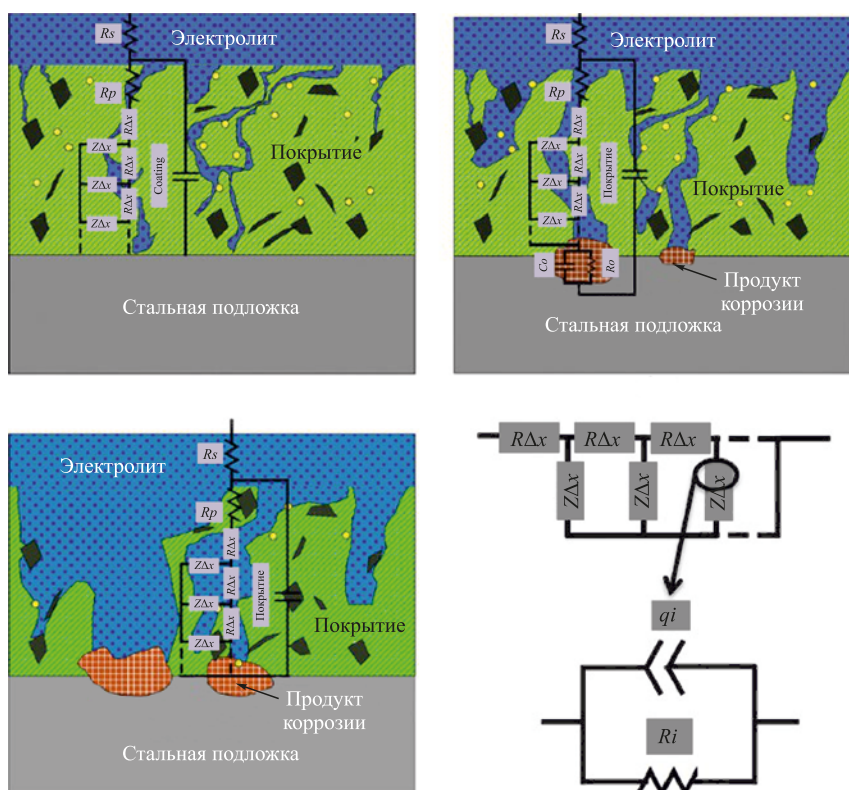 Rs
Электролит
Rp
RΔx
ZΔx
RΔx
ZΔx
RΔx
ZΔx
Coating
Покрытие
Стальная подложка
Rs
Электролит
Rp
RΔx
ZΔx
RΔx
ZΔx
RΔx
ZΔx
Покрытие
Покрытие
Co
Ro
Продукт
коррозии
Стальная подложка
Rs
Электролит
Rp
RΔx
ZΔx
RΔx
ZΔx
RΔx
ZΔx
Покрытие
Покрытие
Продукт
коррозии
Стальная подложка
RΔx
RΔx
RΔx
ZΔx
ZΔx
ZΔx
qi
Ri